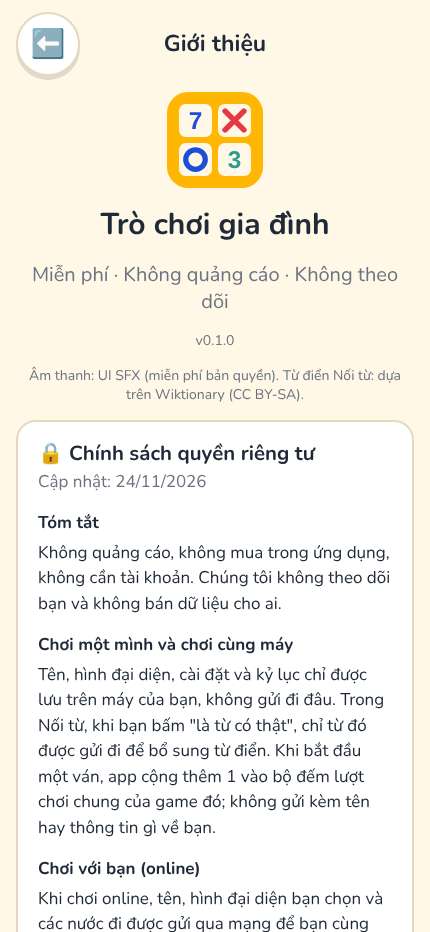 Giới thiệu
7
3
Trò chơi gia đình
Miễn phí · Không quảng cáo · Không theo
dõi
v0.1.0
Âm thanh: UI SFX (miễn phí bản quyền). Từ điển Nối từ: dựa
trên Wiktionary (CC BY-SA).
🔒 Chính sách quyền riêng tư
Cập nhật: 24/11/2026
Tóm tắt
Không quảng cáo, không mua trong ứng dụng,
không cần tài khoản. Chúng tôi không theo dõi
bạn và không bán dữ liệu cho ai.
Chơi một mình và chơi cùng máy
Tên, hình đại diện, cài đặt và kỷ lục chỉ được
lưu trên máy của bạn, không gửi đi đâu. Trong
Nối từ, khi bạn bấm "là từ có thật", chỉ từ đó
được gửi đi để bổ sung từ điển. Khi bắt đầu
một ván, app cộng thêm 1 vào bộ đếm lượt
chơi chung của game đó; không gửi kèm tên
hay thông tin gì về bạn.
Chơi với bạn (online)
Khi chơi online, tên, hình đại diện bạn chọn và
các nước đi được gửi qua mạng để bạn cùng